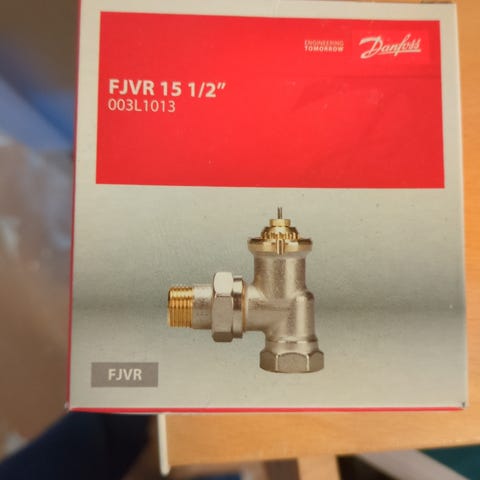 ENGINEERING
TOMORROW
Danfoss
FJVR 15 1/2"
003L1013
FJVR